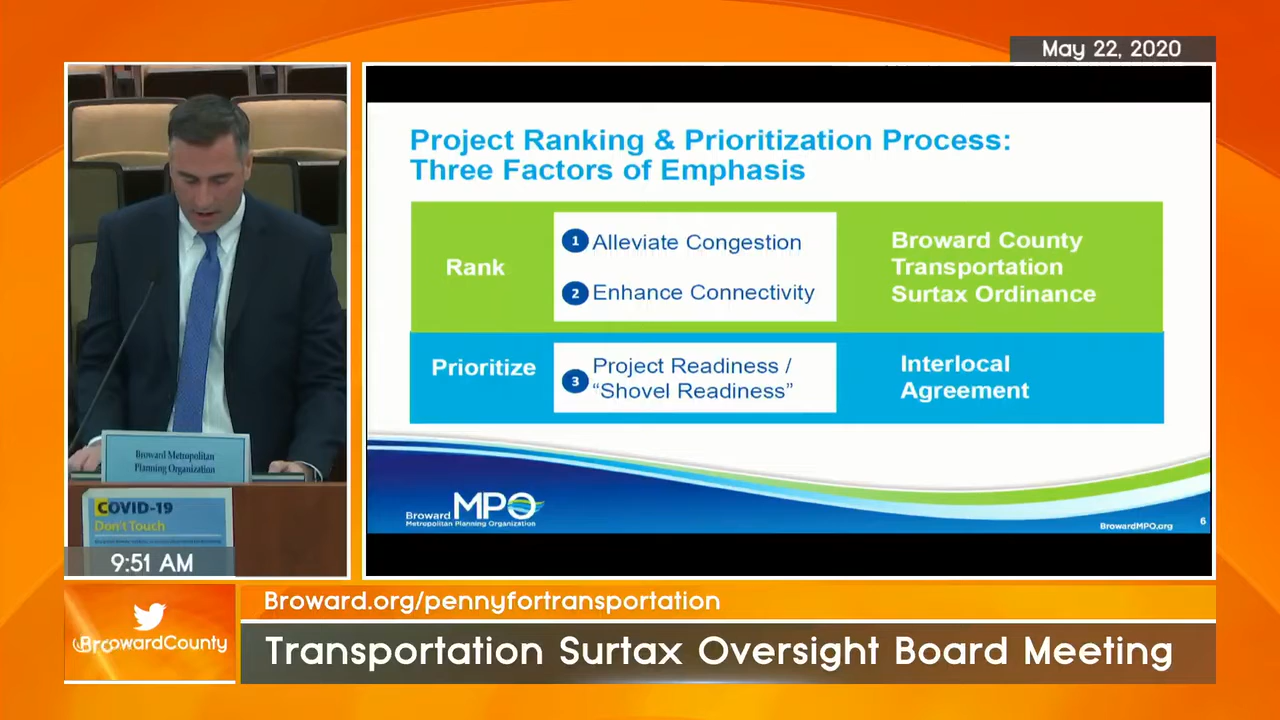 May 22, 2020
Project Ranking & Prioritization Process:
Three Factors of Emphasis
Rank
1 Alleviate Congestion
2 Enhance Connectivity
Broward County
Transportation
Surtax Ordinance
Prioritize
3 Project Readiness /
“Shovel Readiness”
Interlocal
Agreement
Broward MPO
Metropolitan Planning Organization
BrowardMPO.org
6
Broward Metropolitan
Planning Organization
COVID-19
Don't Touch
9:51 AM
@BrowardCounty
Broward.org/pennyfortransportation
Transportation Surtax Oversight Board Meeting